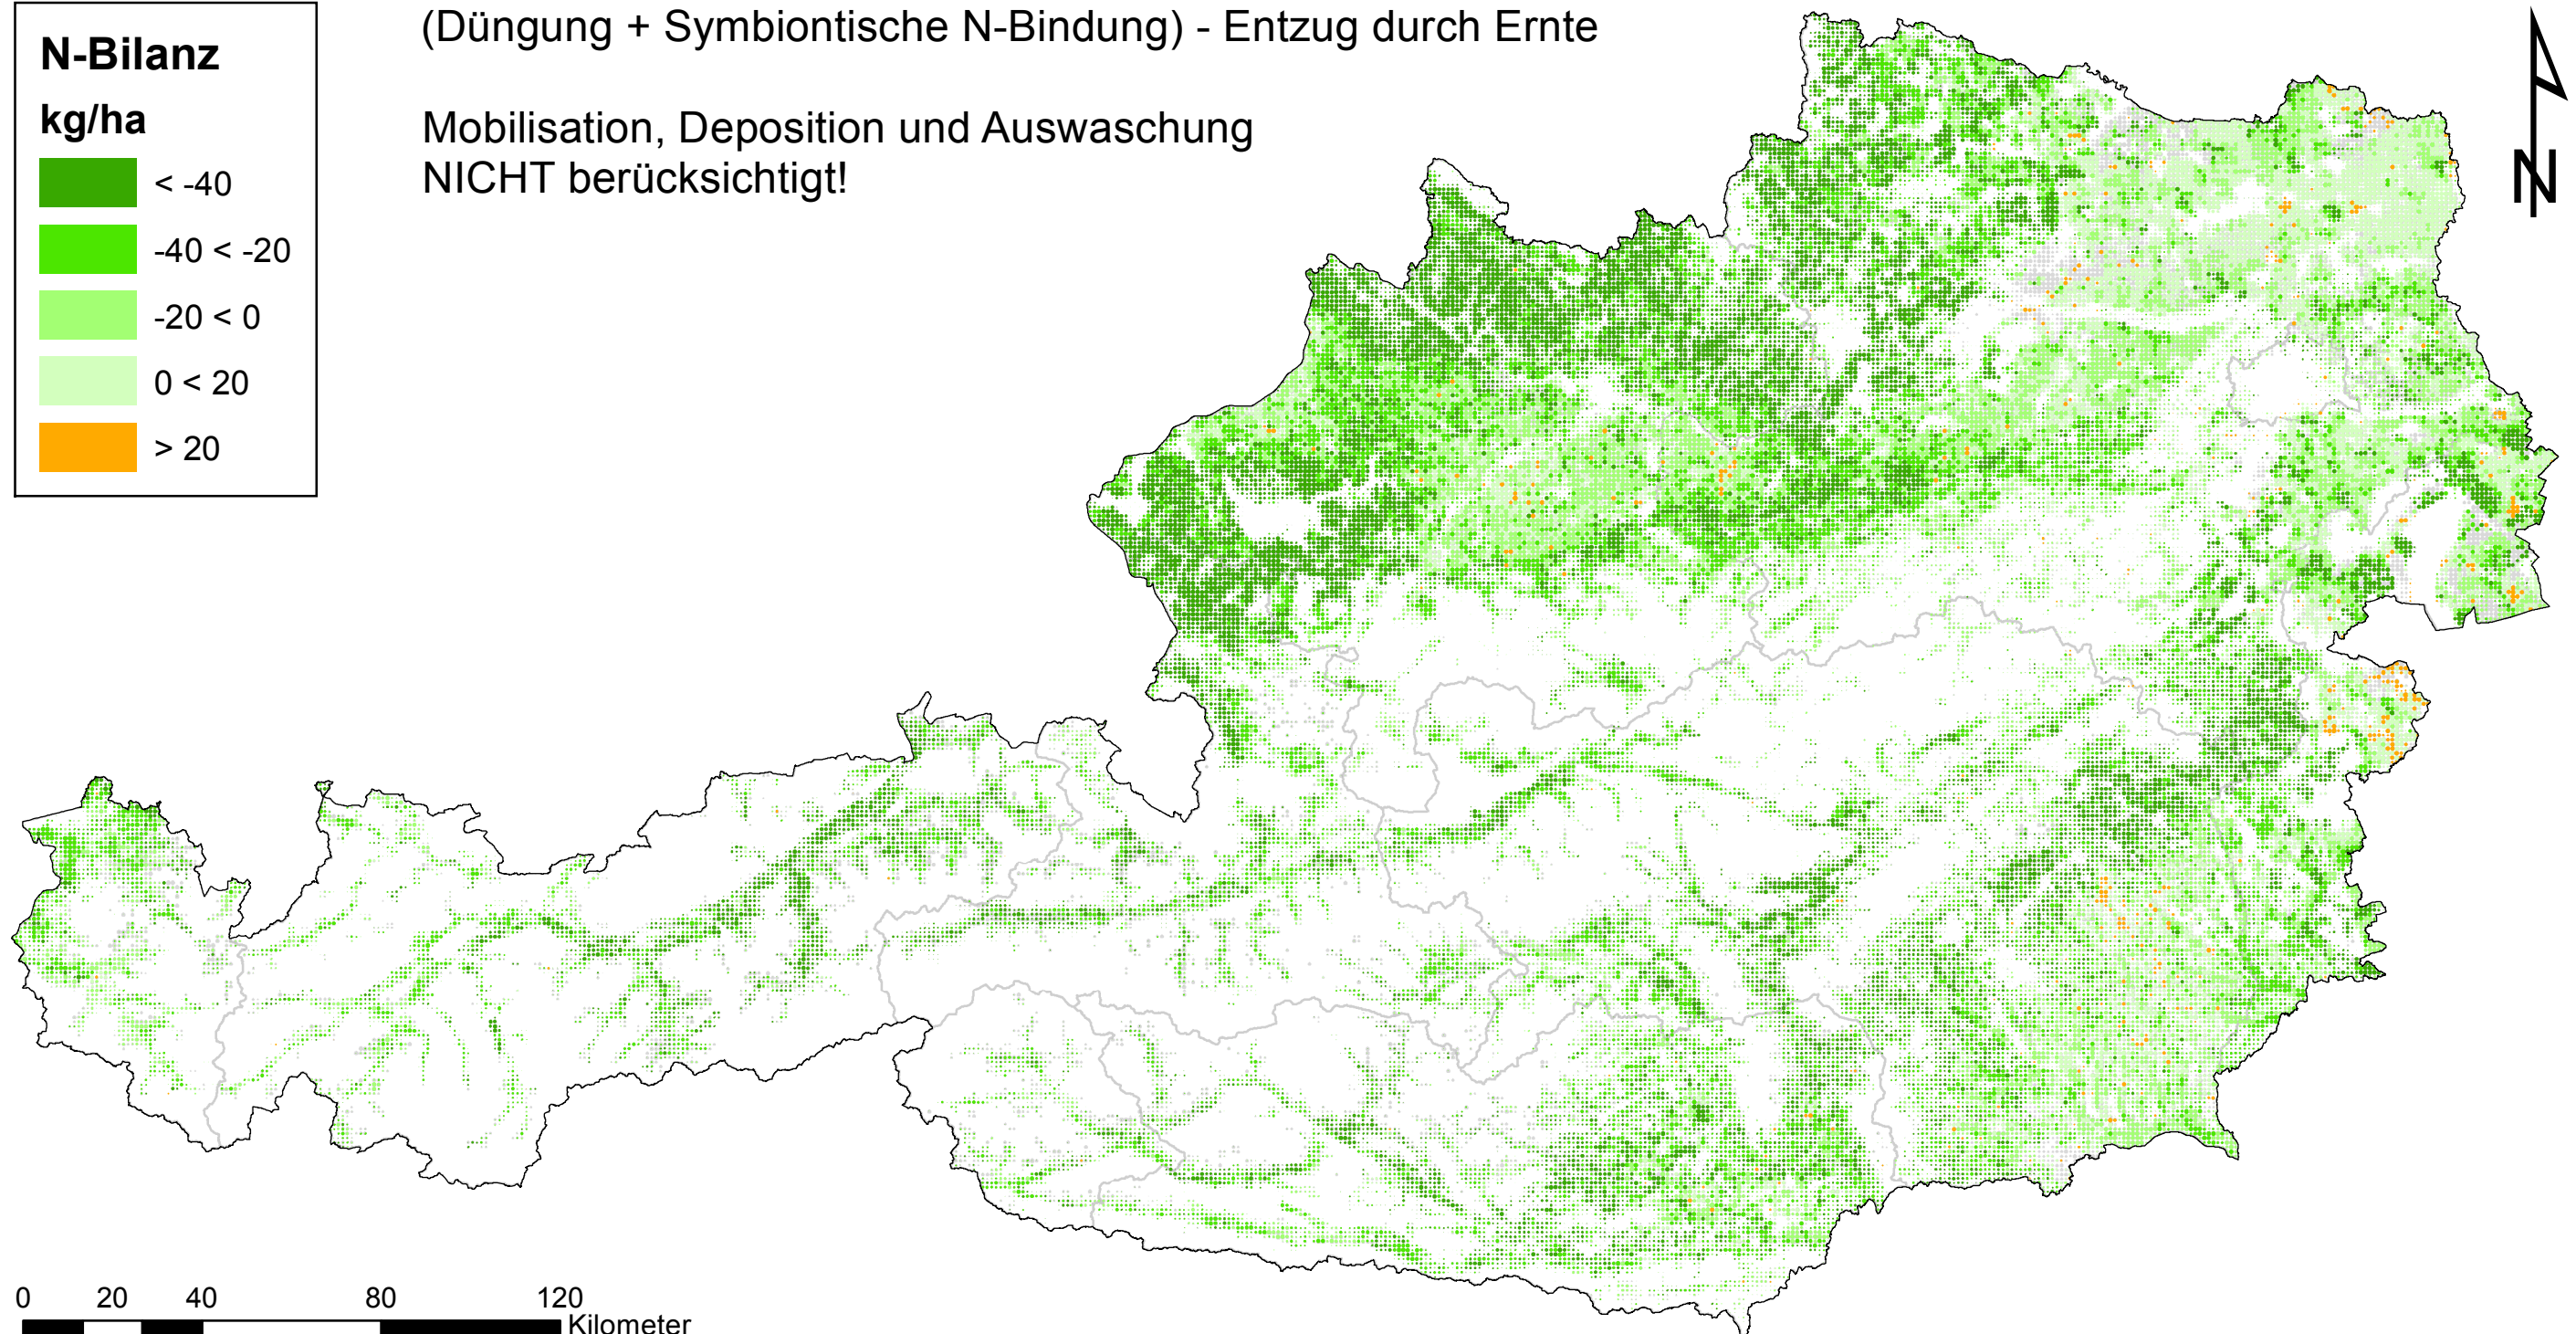 (Düngung + Symbiontische N-Bindung) - Entzug durch Ernte
Mobilisation, Deposition und Auswaschung
NICHT berücksichtigt!
N-Bilanz
kg/ha
< -40
-40 < -20
-20 < 0
0 < 20
> 20
N
0 20 40 80 120
Kilometer